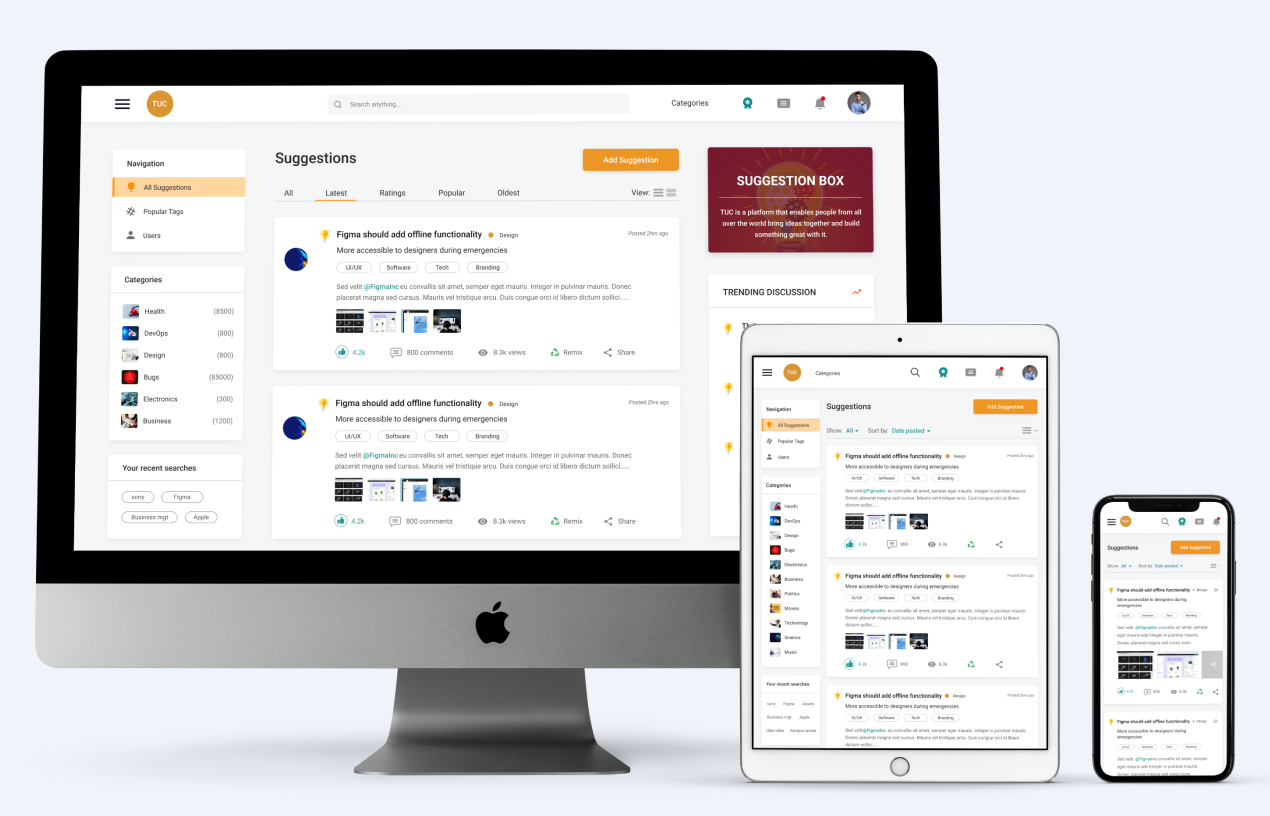 TUC
Search anything...
Categories
Navigation
All Suggestions
Popular Tags
Users
Categories
Health (8500)
DevOps (800)
Design (800)
Bugs (85000)
Electronics (300)
Business (1200)
Your recent searches
sony Figma
Business mgt Apple
Suggestions
Add Suggestion
All Latest Ratings Popular Oldest View:
Figma should add offline functionality Design Posted 2hrs ago
More accessible to designers during emergencies
UI/UX Software Tech Branding
Sed velit @FigmaInc eu convallis sit amet, semper eget mauris. Integer in pulvinar mauris. Donec
placerat magna sed cursus. Mauris vel tristique arcu. Duis congue orci id libero dictum sollici.....
4.2k 800 comments 8.3k views Remix Share
Figma should add offline functionality Design Posted 2hrs ago
More accessible to designers during emergencies
UI/UX Software Tech Branding
Sed velit @FigmaInc eu convallis sit amet, semper eget mauris. Integer in pulvinar mauris. Donec
placerat magna sed cursus. Mauris vel tristique arcu. Duis congue orci id libero dictum sollici.....
4.2k 800 comments 8.3k views Remix Share
SUGGESTION BOX
TUC is a platform that enables people from all
over the world bring ideas together and build
something great with it.
TRENDING DISCUSSION
TUC Categories
Navigation
All Suggestions
Popular Tags
Users
Categories
Health
DevOps
Design
Bugs
Electronics
Business
Politics
Movies
Technology
Science
Music
Your recent searches
sony Figma Assets
Business mgt Apple
Uber rides Amazon prime
Suggestions
Add Suggestion
Show: All Sort by: Date posted
Figma should add offline functionality Design Posted 2hrs ago
More accessible to designers during emergencies
UI/UX Software Tech Branding
Sed velit @FigmaInc eu convallis sit amet, semper eget mauris. Integer in pulvinar mauris.
Donec placerat magna sed cursus. Mauris vel tristique arcu. Duis congue orci id libero
dictum sollici.....
4.2k 800 8.3k
Figma should add offline functionality Design Posted 2hrs ago
More accessible to designers during emergencies
UI/UX Software Tech Branding
Sed velit @FigmaInc eu convallis sit amet, semper eget mauris. Integer in pulvinar mauris.
Donec placerat magna sed cursus. Mauris vel tristique arcu. Duis congue orci id libero
dictum sollici.....
4.2k 800 8.3k
Figma should add offline functionality Design Posted 2hrs ago
More accessible to designers during emergencies
UI/UX Software Tech Branding
Sed velit @FigmaInc eu convallis sit amet, semper eget mauris. Integer in pulvinar mauris.
Donec placerat magna sed cursus. Mauris vel tristique arcu. Duis congue orci id libero
dictum sollici.....
TUC
Suggestions
Add Suggestion
Show: All Sort by: Date posted
Figma should add offline functionality Design
More accessible to designers during
emergencies
UI/UX Software Tech Branding
Sed velit @FigmaInc convallis sit amet, semper
eget mauris ade Integer in pulvinar mauris.
Donec placerat magna sed cursus cuem.
+2
4.2k 800 8.3k
Figma should add offline functionality Design
More accessible to designers during
emergencies
UI/UX Software Tech Branding
Sed velit @FigmaInc convallis sit amet, semper
eget mauris ade Integer in pulvinar mauris.